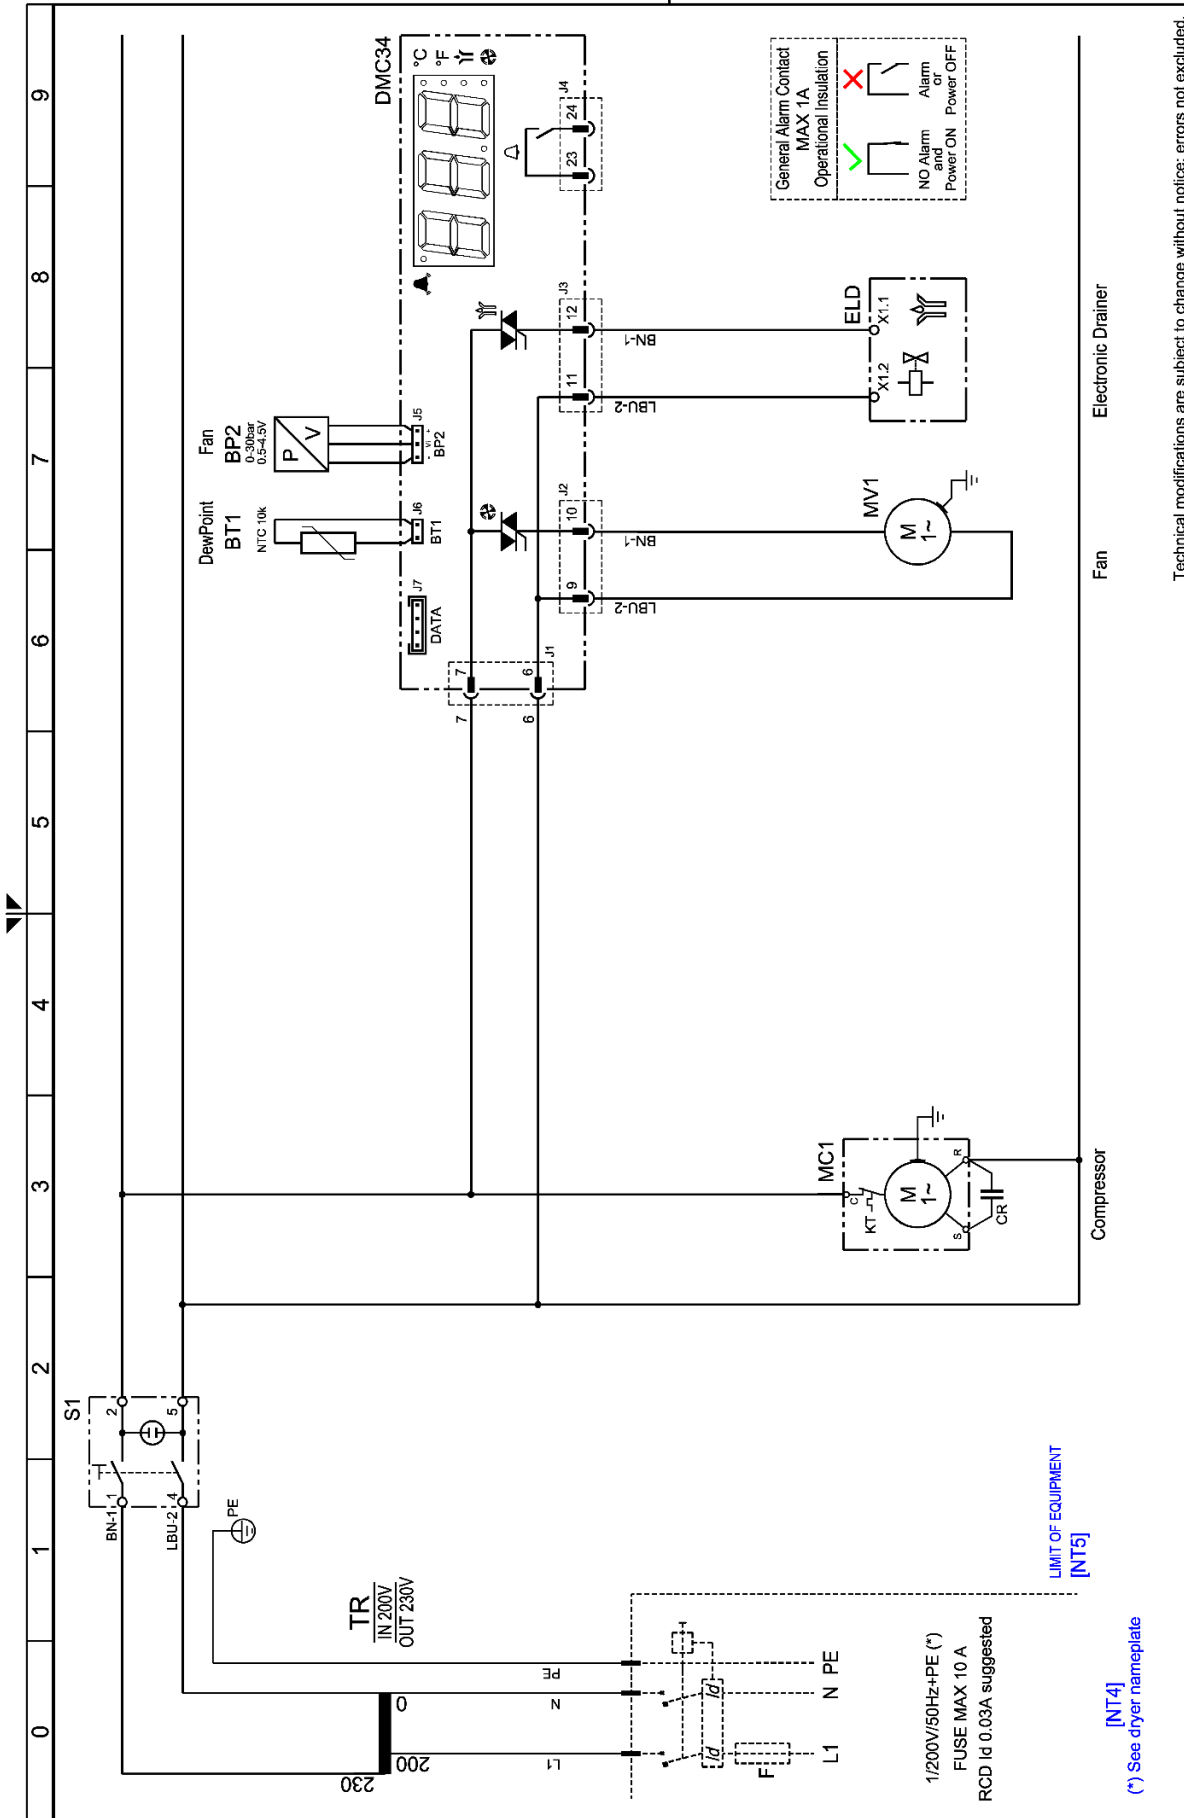 0
1
2
3
4
5
6
7
8
9
S1
BN-1
1
2
LBU-2
4
5
PE
TR
IN 200V
OUT 230V
230
200
0
L1
N
PE
Id
Id
F
L1
N
PE
1/200V/50Hz+PE (*)
FUSE MAX 10 A
RCD Id 0.03A suggested
LIMIT OF EQUIPMENT
[NT5]
[NT4]
(*) See dryer nameplate
MC1
KT
C
M
1~
S
R
CR
Compressor
DewPoint
BT1
NTC 10k
Fan
BP2
0-30bar
0.5-4.5V
P
V
DMC34
°C
°F
J7
DATA
J6
BT1
J5
- Vi +
BP2
7
7
6
6
J1
J2
9
10
LBU-2
BN-1
J3
11
12
LBU-2
BN-1
J4
23
24
MV1
M
1~
Fan
ELD
X1.2
X1.1
Electronic Drainer
General Alarm Contact
MAX 1A
Operational Insulation
NO Alarm
and
Power ON
Alarm
or
Power OFF
Technical modifications are subject to change without notice; errors not excluded.